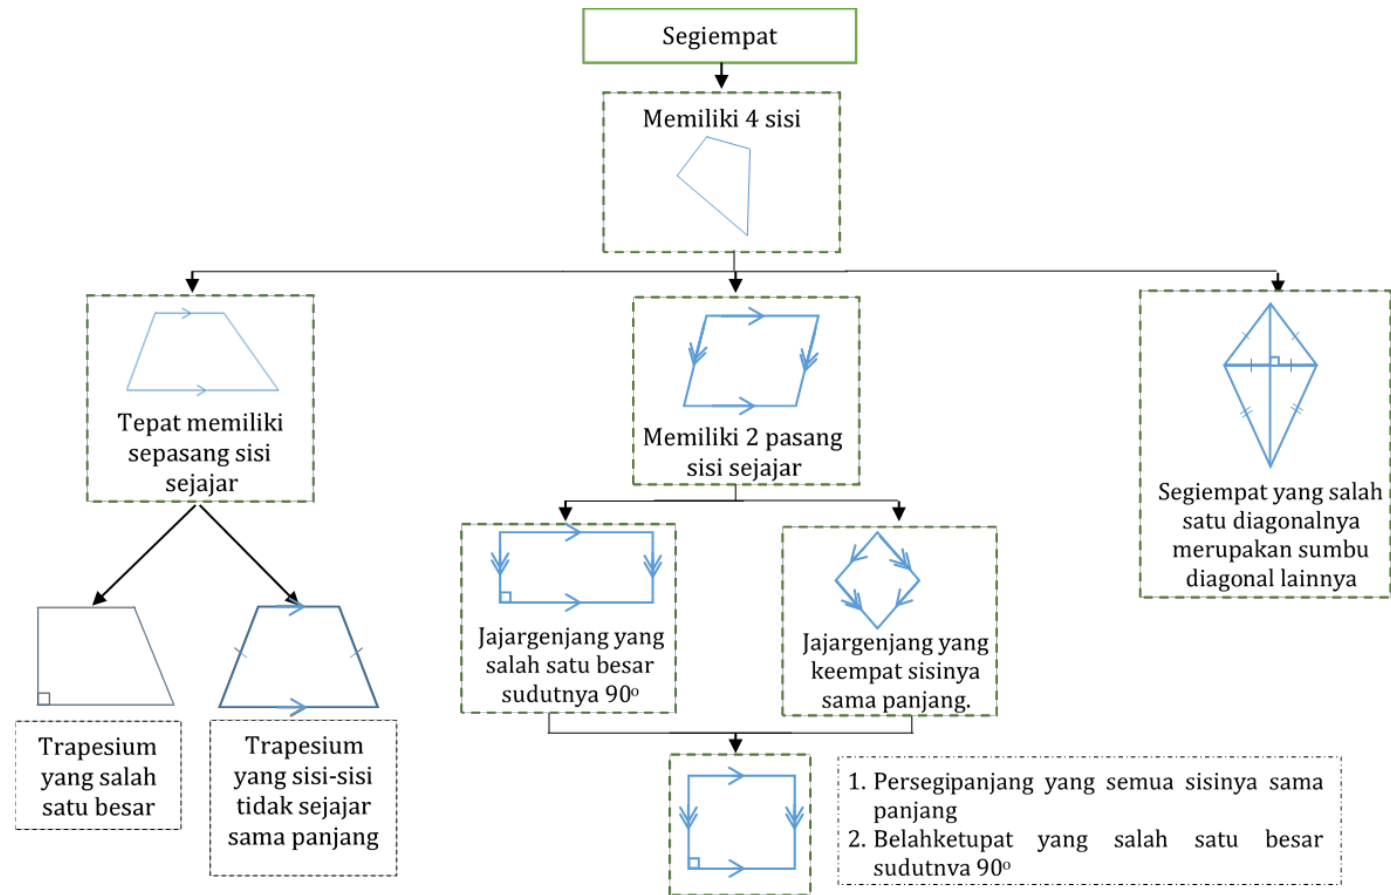 Segiempat
Memiliki 4 sisi
Tepat memiliki
sepasang sisi
sejajar
Memiliki 2 pasang
sisi sejajar
Segiempat yang salah
satu diagonalnya
merupakan sumbu
diagonal lainnya
Jajargenjang yang
salah satu besar
sudutnya 90°
Jajargenjang yang
keempat sisinya
sama panjang.
Trapesium
yang salah
satu besar
Trapesium
yang sisi-sisi
tidak sejajar
sama panjang
1. Persegipanjang yang semua sisinya sama
panjang
2. Belahketupat yang salah satu besar
sudutnya 90°